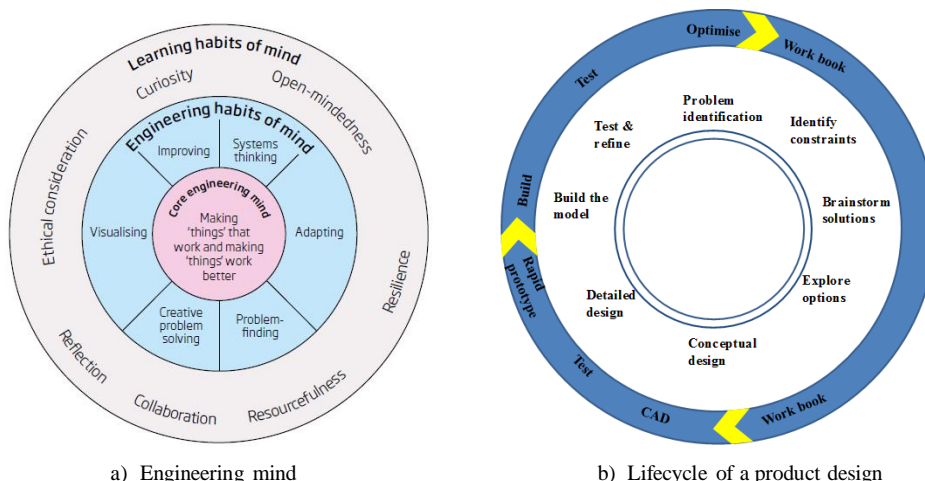 Learning habits of mind
Curiosity
Open-mindedness
Ethical consideration
Resilience
Reflection
Collaboration
Resourcefulness
Engineering habits of mind
Improving
Systems
thinking
Visualising
Adapting
Creative
problem
solving
Problem-
finding
Core engineering mind
Making
'things' that
work and making
'things' work
better
a) Engineering mind
Optimise
Work book
Test
Build
Rapid
prototype
Test
CAD
Work book
Problem
identification
Identify
constraints
Brainstorm
solutions
Explore
options
Conceptual
design
Detailed
design
Build the
model
Test &
refine
b) Lifecycle of a product design